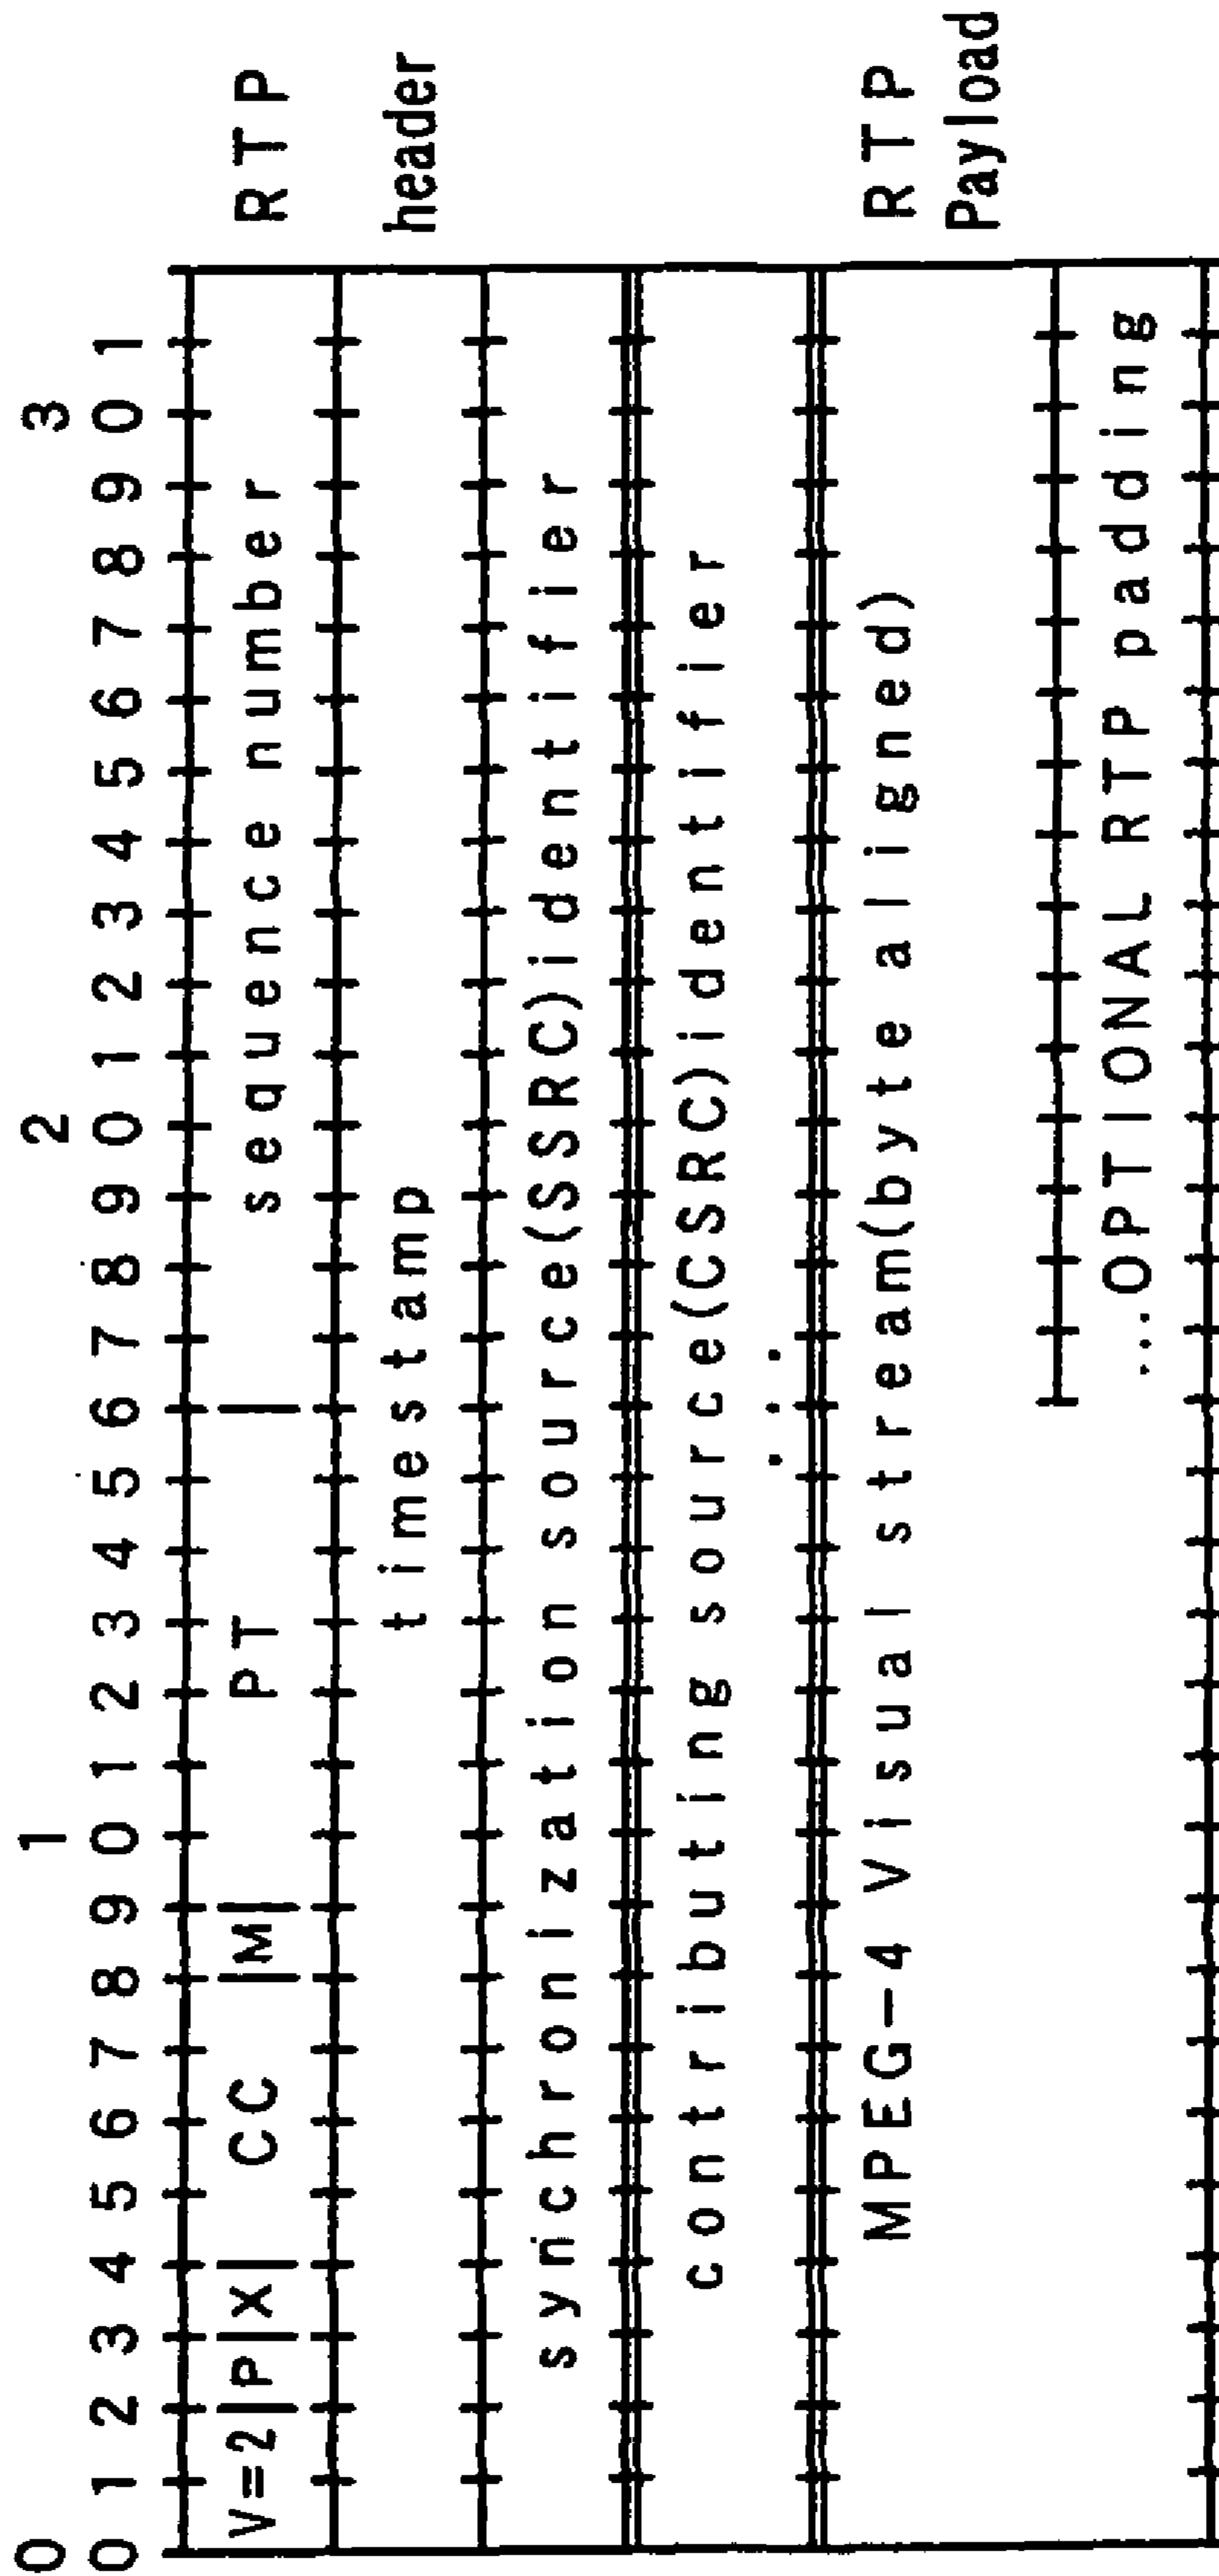 0 1 2 3
0 1 2 3 4 5 6 7 8 9 0 1 2 3 4 5 6 7 8 9 0 1 2 3 4 5 6 7 8 9 0 1
V=2|P|X| CC |M| PT | sequence number RTP
timestamp header
synchronization source(SSRC)identifier
contributing source(CSRC)identifier
...
MPEG-4 Visual stream(byte aligned) RTP
Payload
...OPTIONAL RTP padding